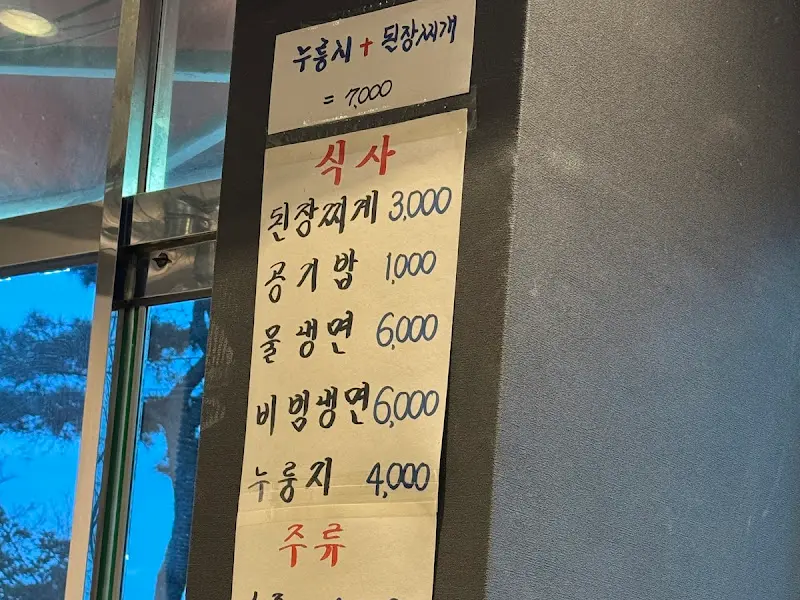 누룽지 + 된장찌개
= 7,000
식사
된장찌게 3,000
공기밥 1,000
물냉면 6,000
비빔냉면 6,000
누룽지 4,000
주류